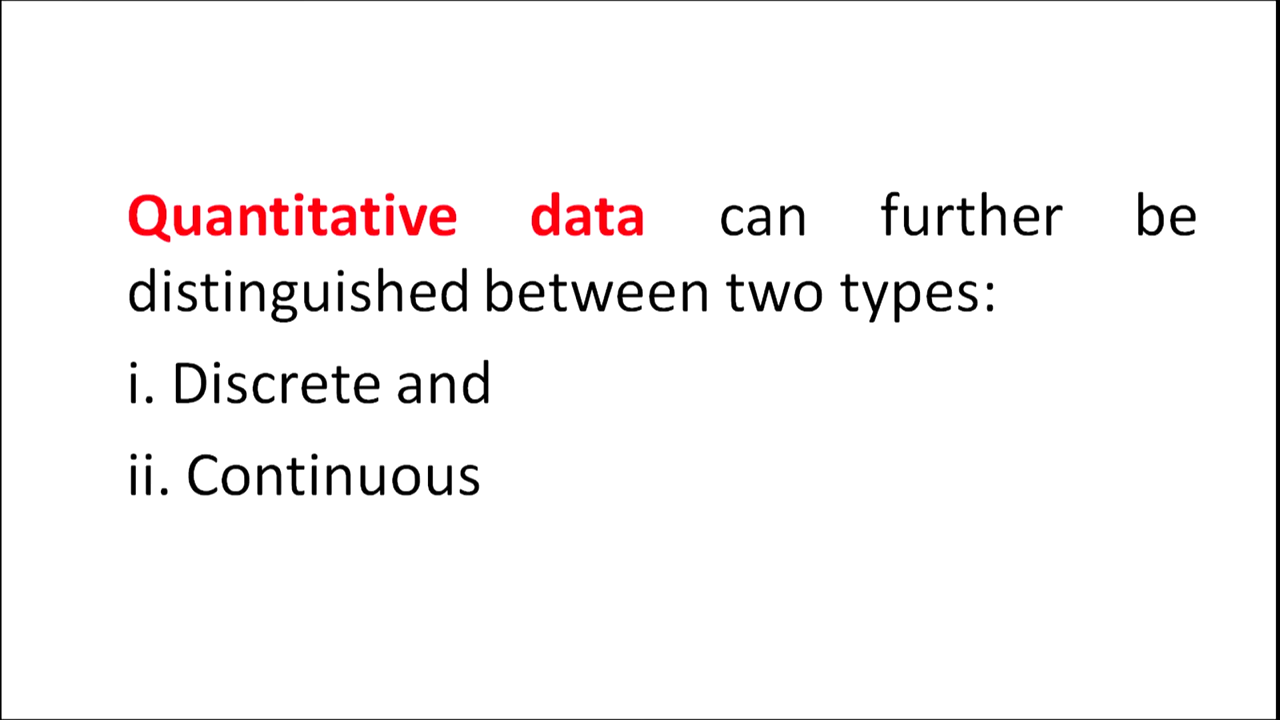 Quantitative data can further be
distinguished between two types:
i. Discrete and
ii. Continuous